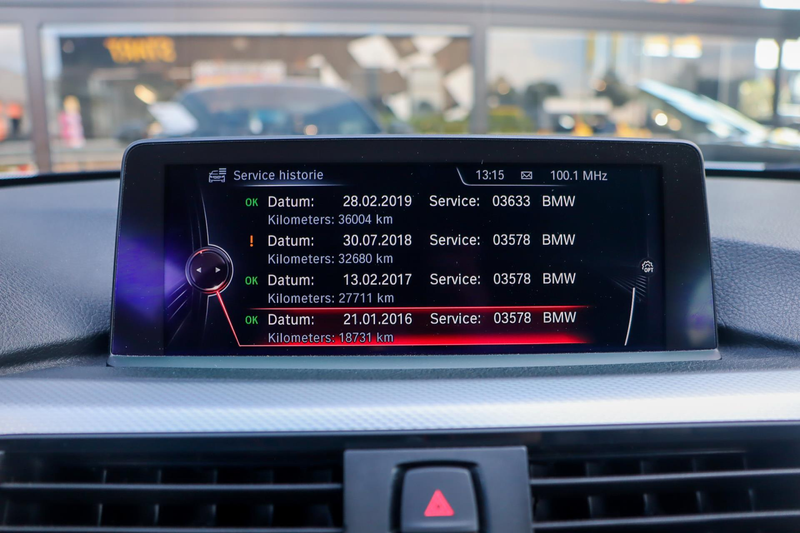 Service historie 13:15 100.1 MHz
OK Datum: 28.02.2019 Service: 03633 BMW
Kilometers: 36004 km
! Datum: 30.07.2018 Service: 03578 BMW
Kilometers: 32680 km
OK Datum: 13.02.2017 Service: 03578 BMW
Kilometers: 27711 km
OPT
OK Datum: 21.01.2016 Service: 03578 BMW
Kilometers: 18731 km